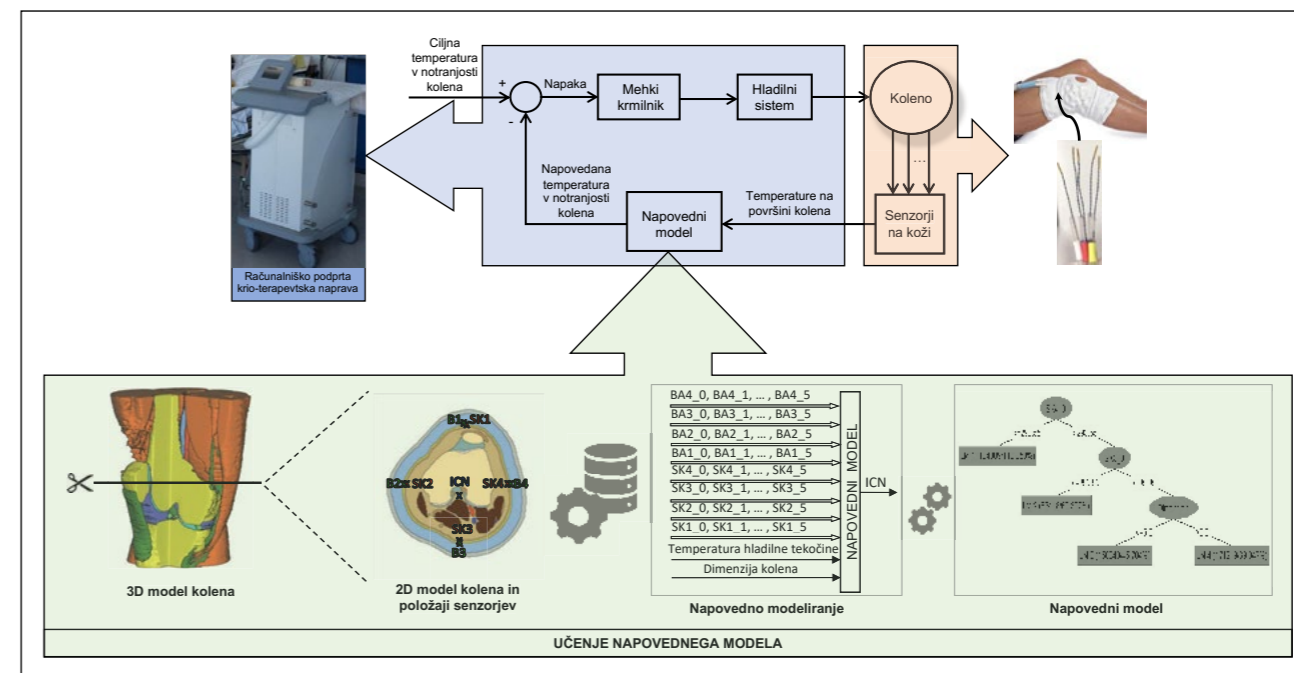 Ciljna
temperatura
v notranjosti
kolena
+
-
Napaka
Mehki
krmilnik
Hladilni
sistem
Koleno
...
Napovedana
temperatura
v notranjosti
kolena
Napovedni
model
Temperature na
površini kolena
Senzorji
na koži
Računalniško podprta
krio-terapevtska naprava
3D model kolena
B1 SK1
B2 SK2
ICN
SK4 B4
SK3
B3
2D model kolena in
položaji senzorjev
BA4_0, BA4_1, ... , BA4_5
BA3_0, BA3_1, ... , BA3_5
BA2_0, BA2_1, ... , BA2_5
BA1_0, BA1_1, ... , BA1_5
SK4_0, SK4_1, ... , SK4_5
SK3_0, SK3_1, ... , SK3_5
SK2_0, SK2_1, ... , SK2_5
SK1_0, SK1_1, ... , SK1_5
Temperatura hladilne tekočine
Dimenzija kolena
NAPOVEDNI MODEL
ICN
Napovedno modeliranje
Napovedni model
UČENJE NAPOVEDNEGA MODELA